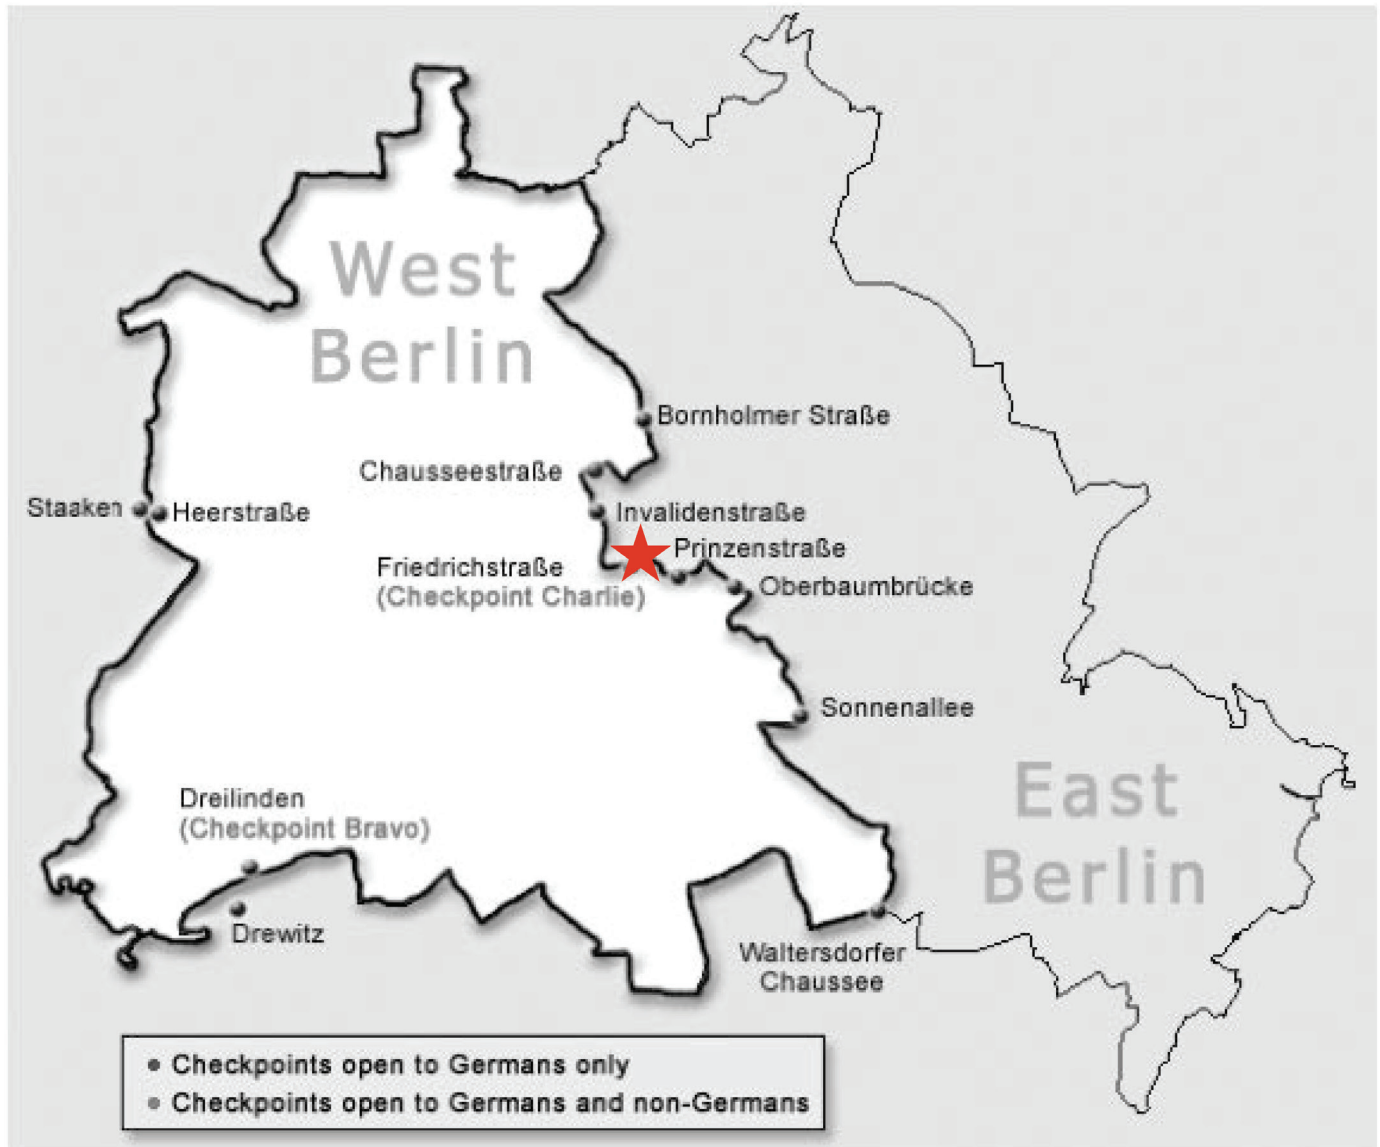 West
Berlin
Bornholmer Straße
Chausseestraße
Staaken
Heerstraße
Invalidenstraße
Prinzenstraße
Friedrichstraße
(Checkpoint Charlie)
Oberbaumbrücke
Sonnenallee
East
Berlin
Dreilinden
(Checkpoint Bravo)
Drewitz
Waltersdorfer
Chaussee
Checkpoints open to Germans only
Checkpoints open to Germans and non-Germans